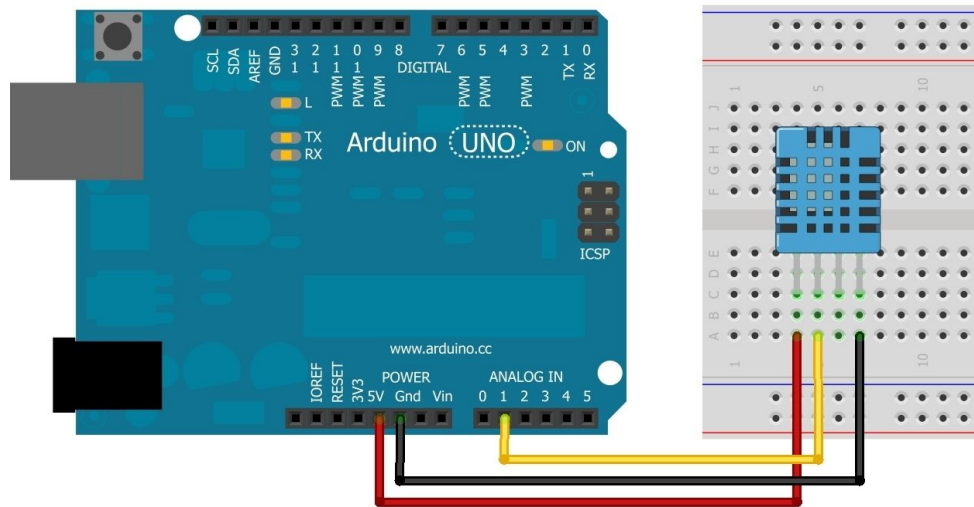 SCL SDA AREF GND 13 12 11 10 9 8 7 6 5 4 3 2 1 0
PWM PWM PWM DIGITAL PWM PWM PWM TX RX
L
TX
RX
Arduino UNO ON
1
ICSP
www.arduino.cc
POWER ANALOG IN
IOREF RESET 3V3 5V Gnd Vin 0 1 2 3 4 5
1 5 10
J
I
H
G
F
E
D
C
B
A
1 10